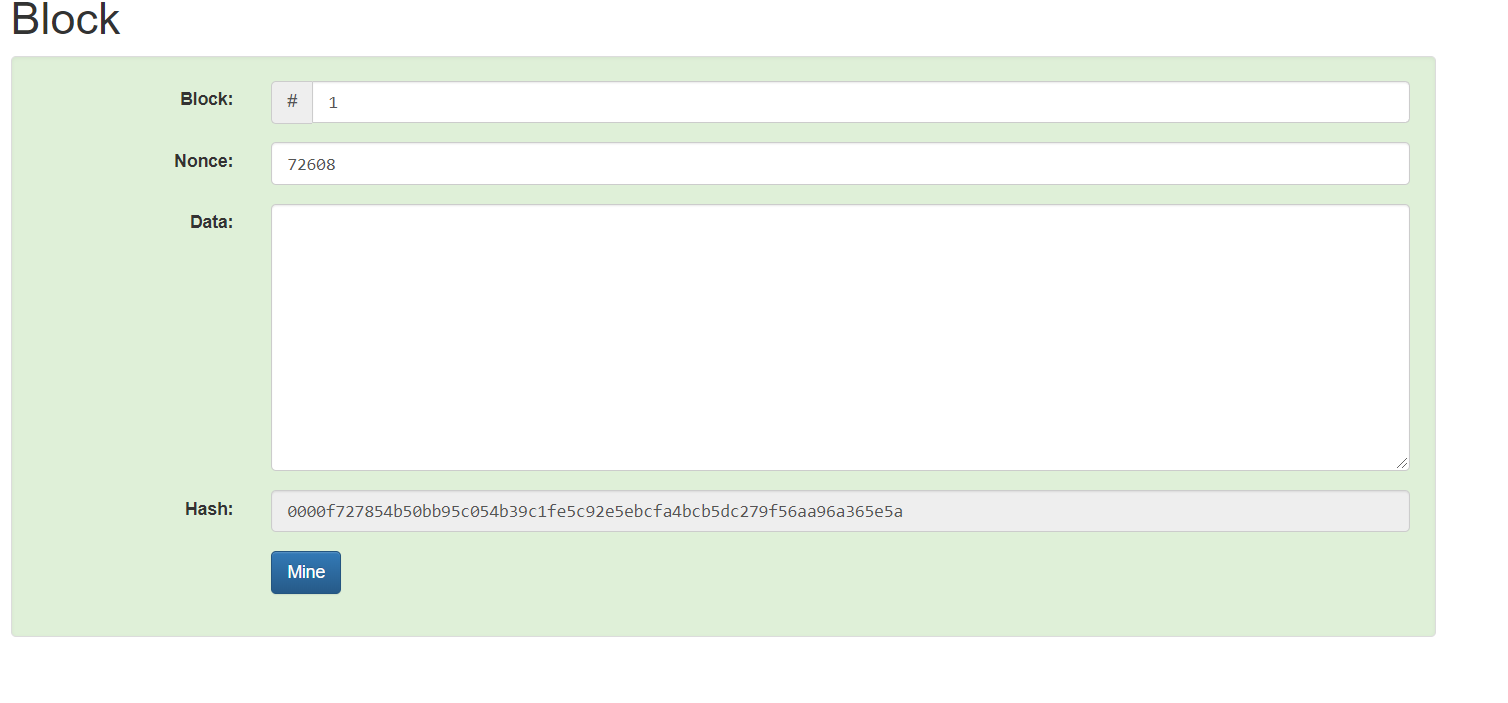 Block
Block: # 1
Nonce: 72608
Data:
Hash: 0000f727854b50bb95c054b39c1fe5c92e5ebcfa4bcb5dc279f56aa96a365e5a
Mine